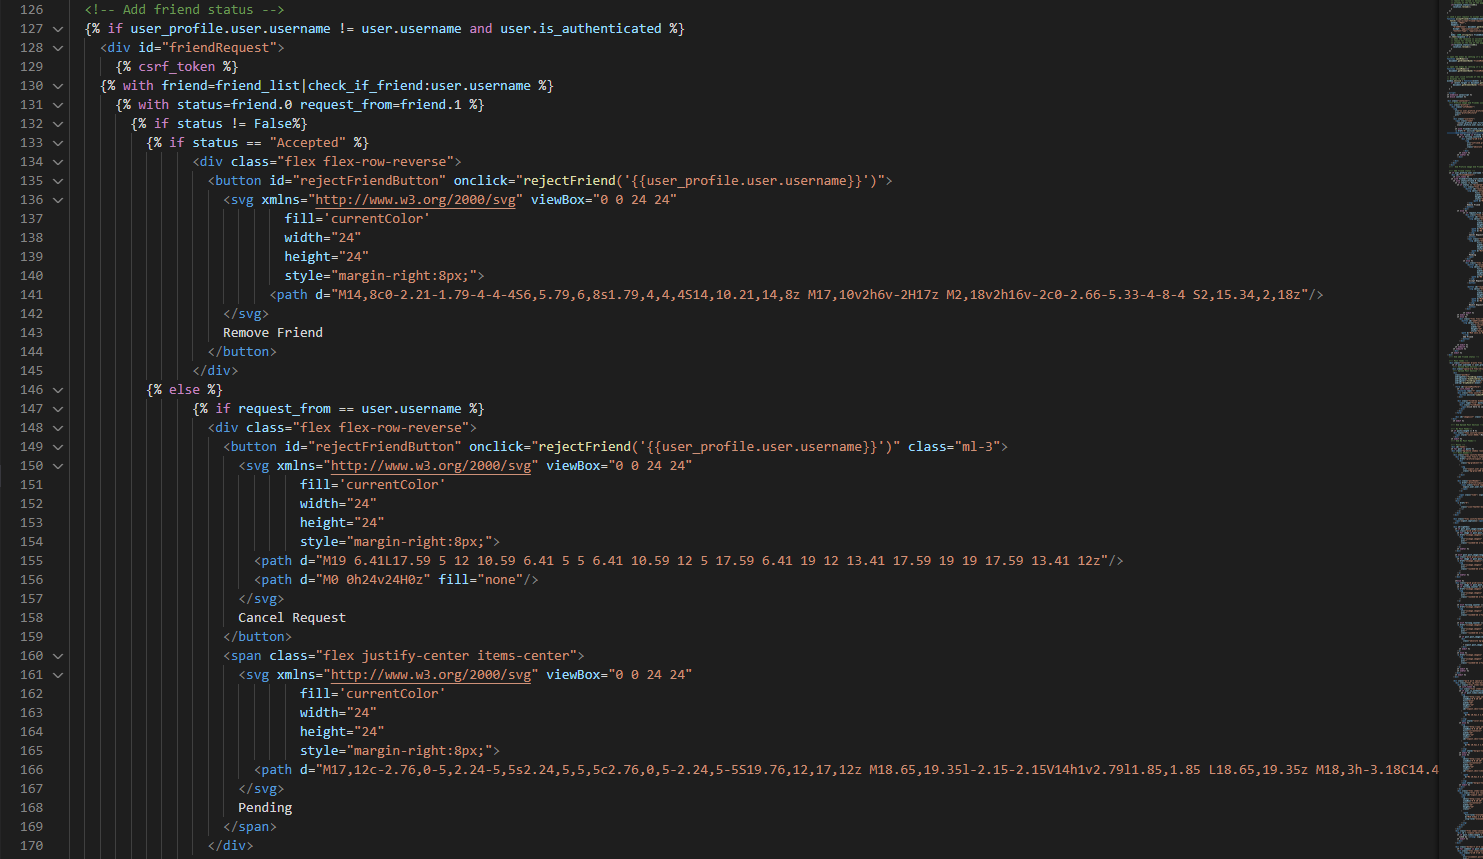 126 <!-- Add friend status -->
127 {% if user_profile.user.username != user.username and user.is_authenticated %}
128 <div id="friendRequest">
129 {% csrf_token %}
130 {% with friend=friend_list|check_if_friend:user.username %}
131 {% with status=friend.0 request_from=friend.1 %}
132 {% if status != False%}
133 {% if status == "Accepted" %}
134 <div class="flex flex-row-reverse">
135 <button id="rejectFriendButton" onclick="rejectFriend('{{user_profile.user.username}}')">
136 <svg xmlns="http://www.w3.org/2000/svg" viewBox="0 0 24 24"
137 fill='currentColor'
138 width="24"
139 height="24"
140 style="margin-right:8px;">
141 <path d="M14,8c0-2.21-1.79-4-4-4S6,5.79,6,8s1.79,4,4,4S14,10.21,14,8z M17,10v2h6v-2H17z M2,18v2h16v-2c0-2.66-5.33-4-8-4 S2,15.34,2,18z"/>
142 </svg>
143 Remove Friend
144 </button>
145 </div>
146 {% else %}
147 {% if request_from == user.username %}
148 <div class="flex flex-row-reverse">
149 <button id="rejectFriendButton" onclick="rejectFriend('{{user_profile.user.username}}')" class="ml-3">
150 <svg xmlns="http://www.w3.org/2000/svg" viewBox="0 0 24 24"
151 fill='currentColor'
152 width="24"
153 height="24"
154 style="margin-right:8px;">
155 <path d="M19 6.41L17.59 5 12 10.59 6.41 5 5 6.41 10.59 12 5 17.59 6.41 19 12 13.41 17.59 19 19 17.59 13.41 12z"/>
156 <path d="M0 0h24v24H0z" fill="none"/>
157 </svg>
158 Cancel Request
159 </button>
160 <span class="flex justify-center items-center">
161 <svg xmlns="http://www.w3.org/2000/svg" viewBox="0 0 24 24"
162 fill='currentColor'
163 width="24"
164 height="24"
165 style="margin-right:8px;">
166 <path d="M17,12c-2.76,0-5,2.24-5,5s2.24,5,5,5c2.76,0,5-2.24,5-5S19.76,12,17,12z M18.65,19.35l-2.15-2.15V14h1v2.79l1.85,1.85 L18.65,19.35z M18,3h-3.18C14.4
167 </svg>
168 Pending
169 </span>
170 </div>